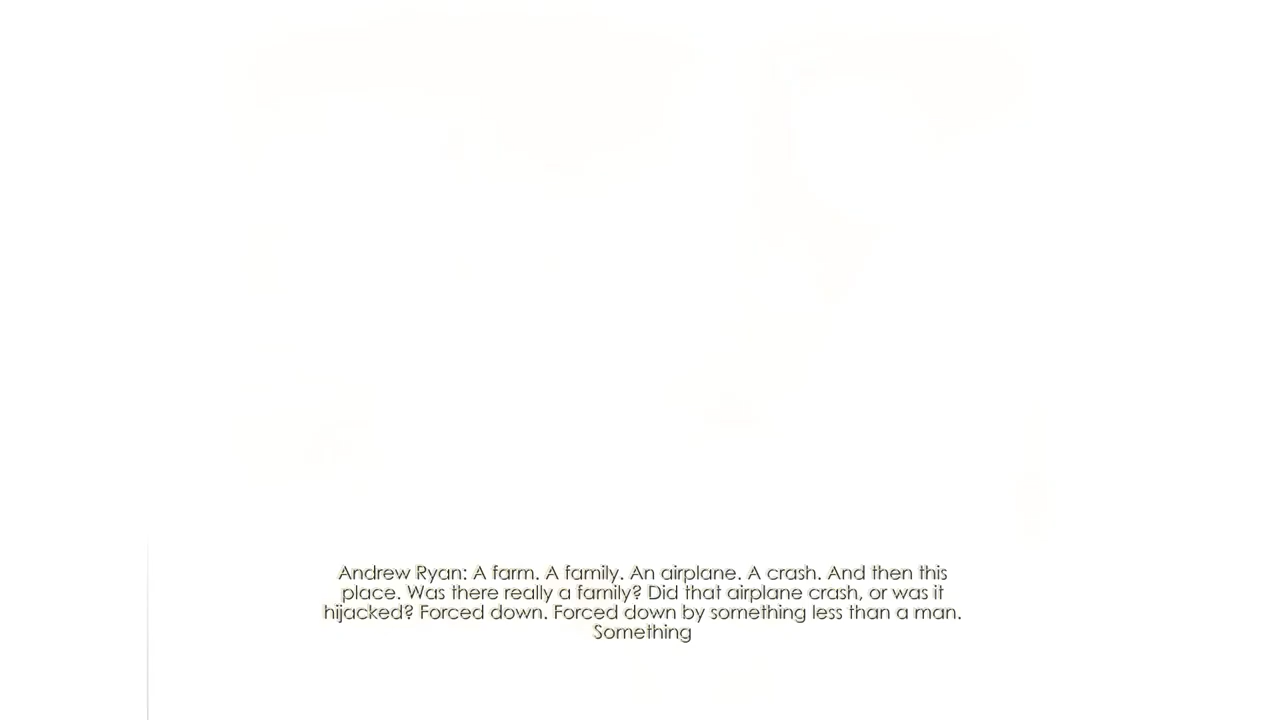 Andrew Ryan: A farm. A family. An airplane. A crash. And then this
place. Was there really a family? Did that airplane crash, or was it
hijacked? Forced down. Forced down by something less than a man.
Something